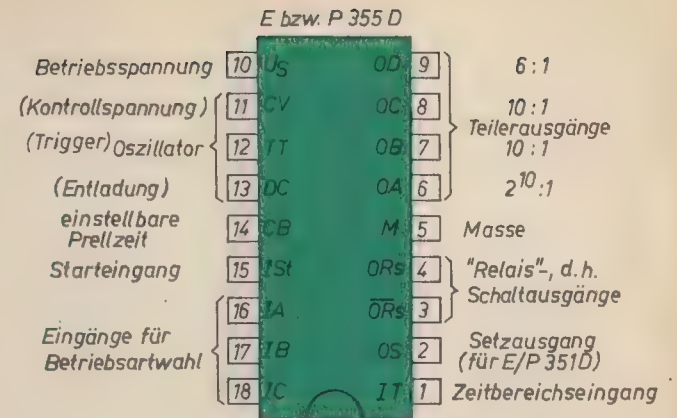 E bzw. P 355 D
Betriebsspannung 10 US OD 9 6:1
(Kontrollspannung) 11 CV OC 8 10:1
Teilerausgänge
(Trigger) Oszillator 12 TT OB 7 10:1
(Entladung) 13 DC OA 6 2^10:1
einstellbare
Prellzeit 14 CB M 5 Masse
Starteingang 15 ISt ORs 4 "Relais"-, d.h.
Schaltausgänge
16 IA ORs 3
Eingänge für
Betriebsartwahl 17 IB OS 2 Setzausgang
(für E/P 351D)
18 IC IT 1 Zeitbereichseingang